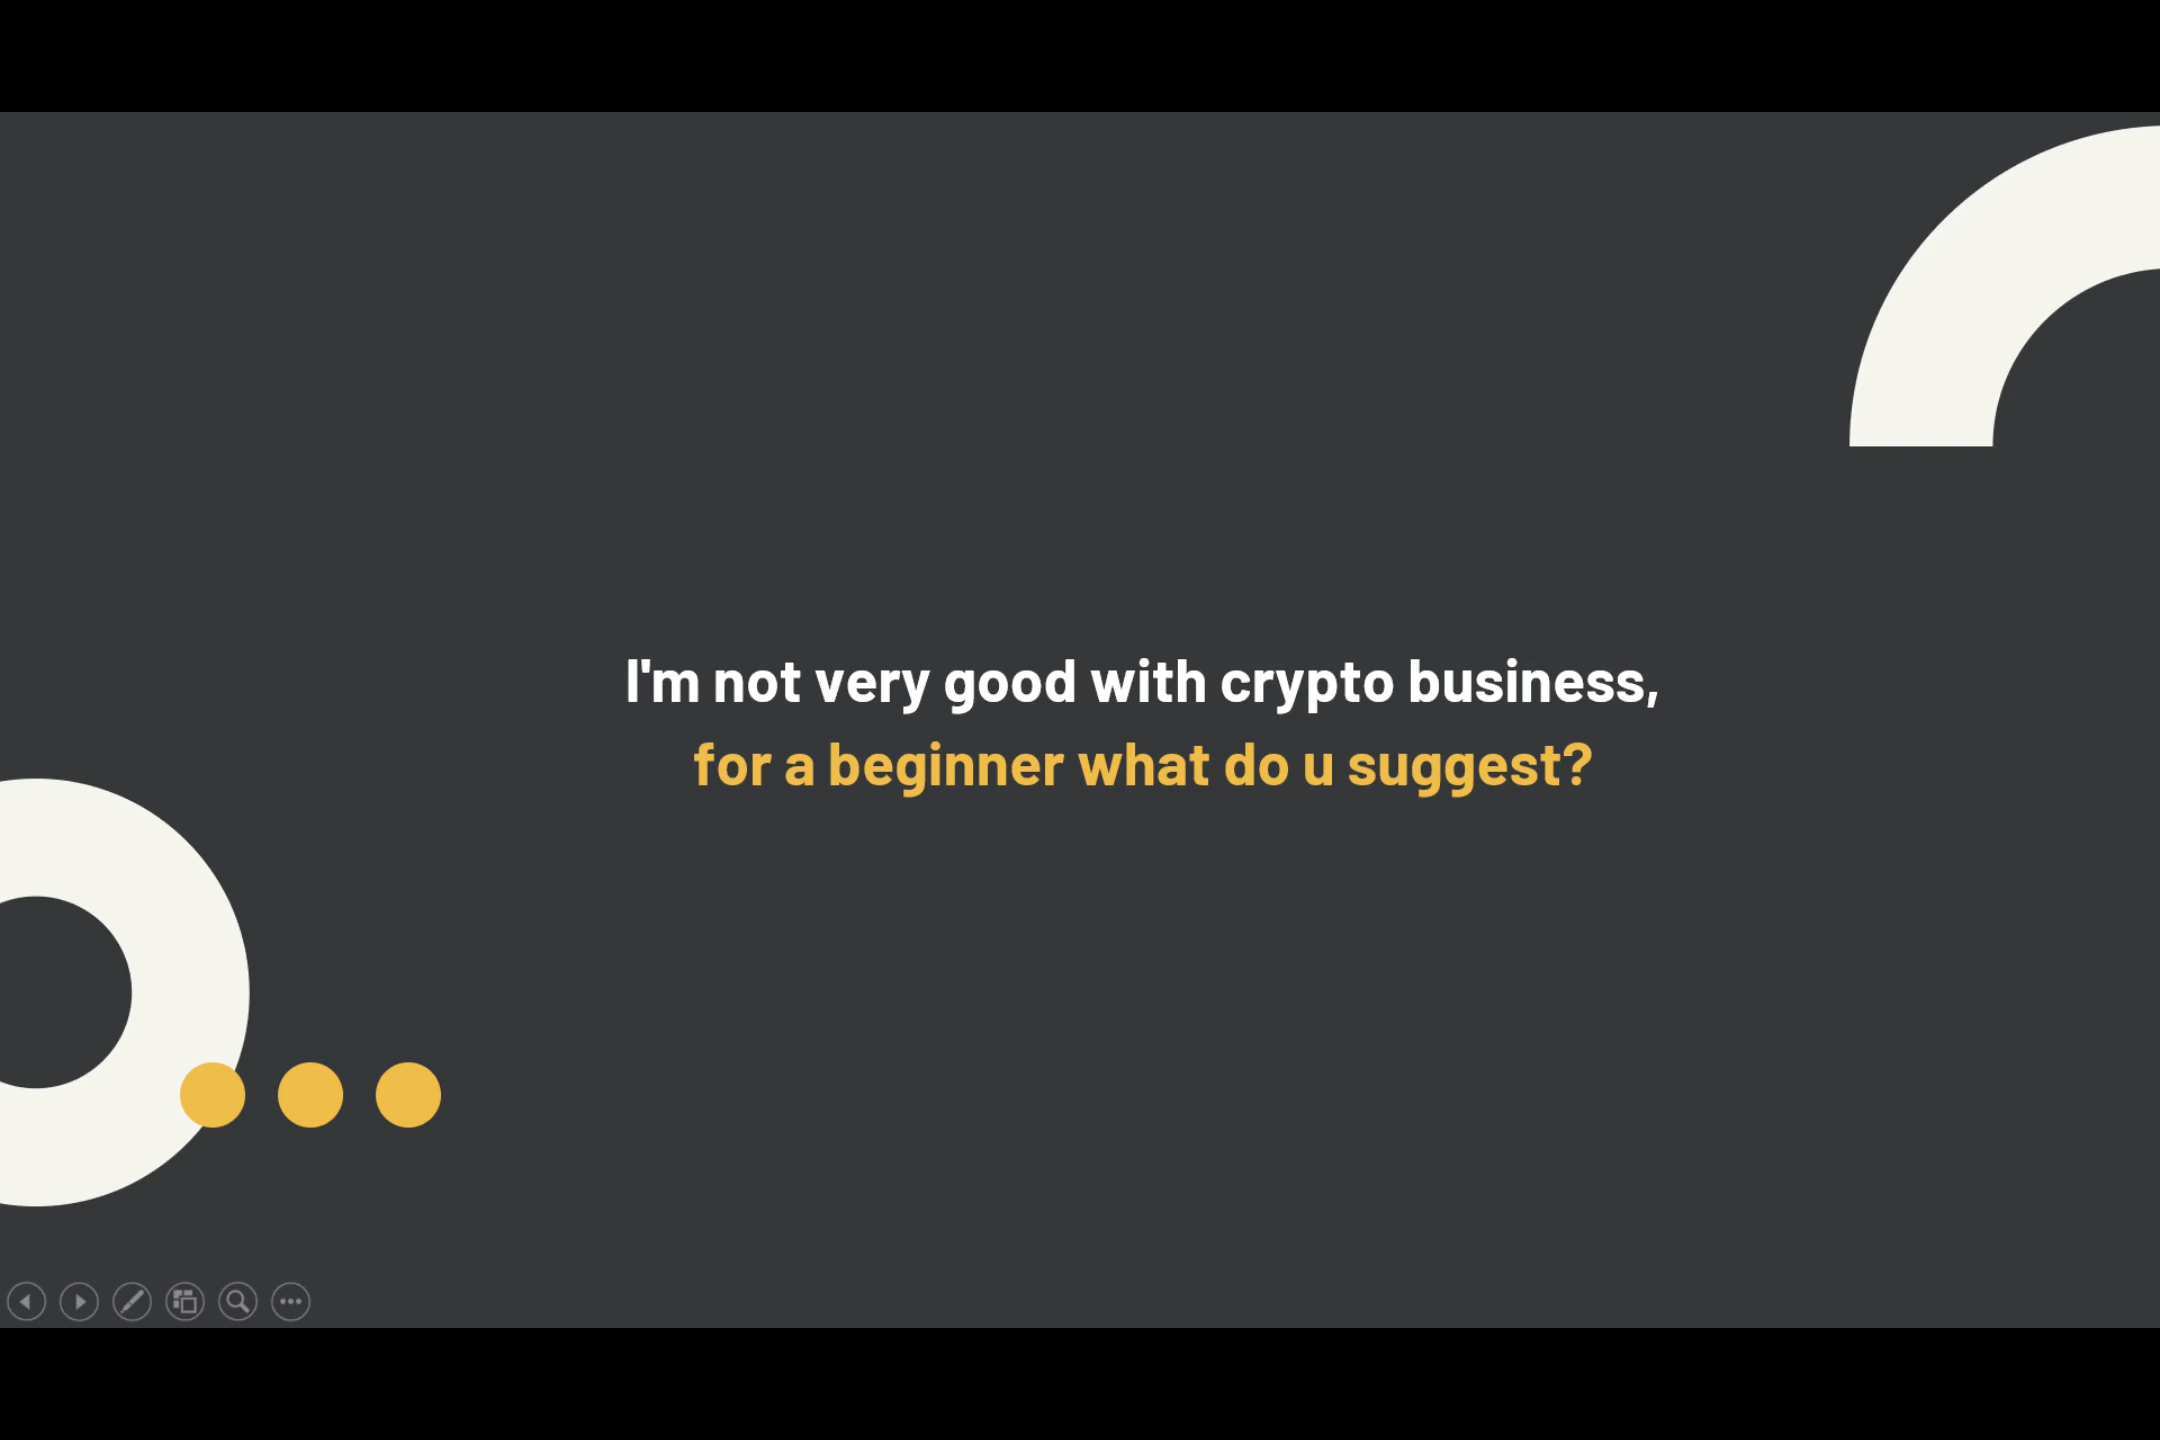 I'm not very good with crypto business,
for a beginner what do u suggest?